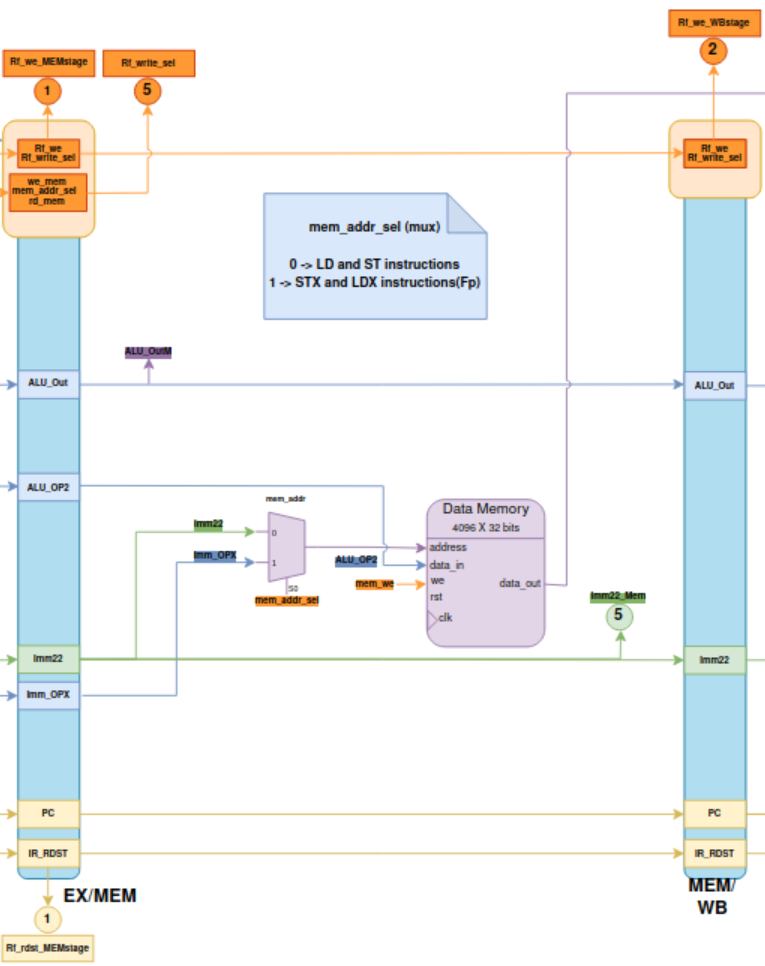 Rf_we_WBstage
2
Rf_we_MEMstage
Rf_write_sel
1
5
Rf_we
Rf_write_sel
we_mem
mem_addr_sel
rd_mem
Rf_we
Rf_write_sel
mem_addr_sel (mux)
0 -> LD and ST instructions
1 -> STX and LDX instructions(Fp)
ALU_OutM
ALU_Out
ALU_Out
ALU_OP2
mem_addr
Imm22
0
Imm_OPX
1
S0
mem_addr_sel
Data Memory
4096 X 32 bits
address
ALU_OP2
data_in
mem_we
we
data_out
rst
clk
Imm22_Mem
5
Imm22
Imm22
Imm_OPX
PC
PC
IR_RDST
IR_RDST
EX/MEM
MEM/
WB
1
Rf_rdst_MEMstage